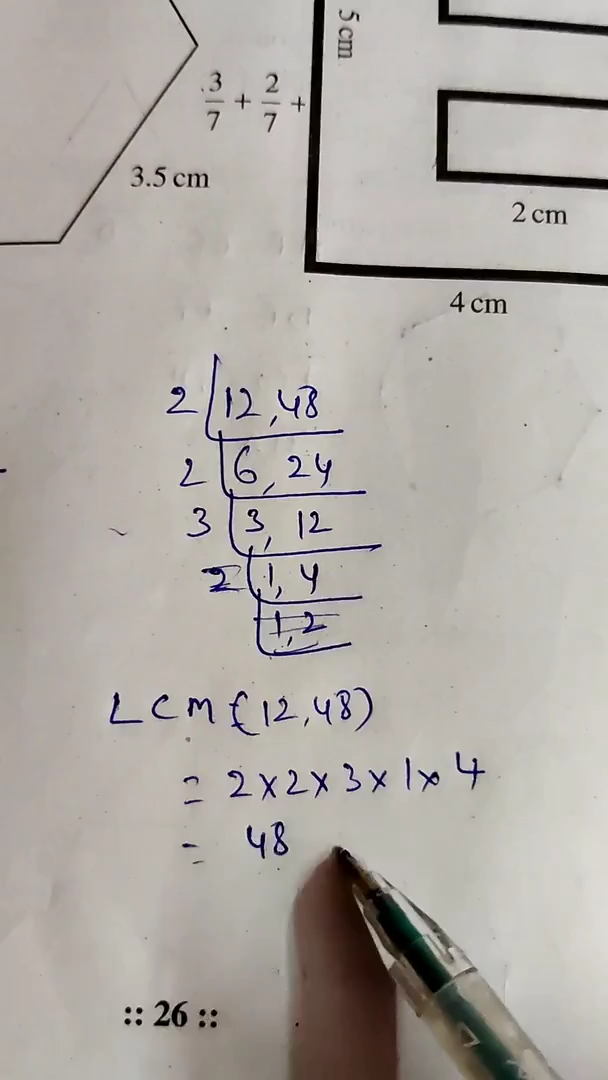 5 cm
3/7 + 2/7 +
3.5 cm
2 cm
4 cm
2 12, 48
2 6, 24
3 3, 12
2 1, 4
1, 2
LCM (12, 48)
= 2 × 2 × 3 × 1 × 4
= 48
:: 26 ::